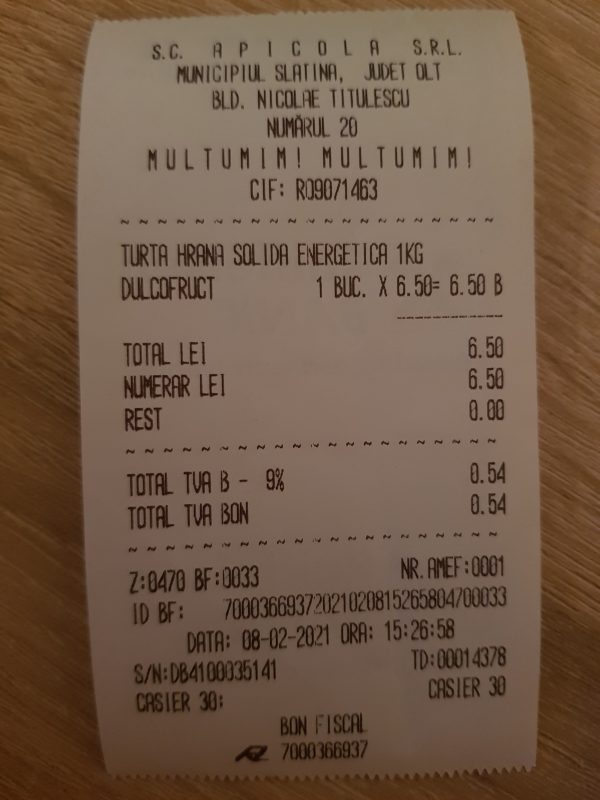 S.C. APICOLA S.R.L.
MUNICIPIUL SLATINA, JUDET OLT
BLD. NICOLAE TITULESCU
NUMĂRUL 20
MULTUMIM! MULTUMIM!
CIF: RO9071463
~ ~ ~ ~ ~ ~ ~ ~ ~ ~ ~ ~ ~ ~ ~ ~ ~ ~ ~ ~
TURTA HRANA SOLIDA ENERGETICA 1KG
DULCOFRUCT 1 BUC. X 6.50= 6.50 B
----------
TOTAL LEI 6.50
NUMERAR LEI 6.50
REST 0.00
~ ~ ~ ~ ~ ~ ~ ~ ~ ~ ~ ~ ~ ~ ~ ~ ~ ~ ~ ~
TOTAL TVA B - 9% 0.54
TOTAL TVA BON 0.54
~ ~ ~ ~ ~ ~ ~ ~ ~ ~ ~ ~ ~ ~ ~ ~ ~ ~ ~ ~
Z:0470 BF:0033 NR.AMEF:0001
ID BF: 70003669372021020815265804700033
DATA: 08-02-2021 ORA: 15:26:58
S/N:DB4100035141 TD:00014378
CASIER 30: CASIER 30
BON FISCAL
7000366937